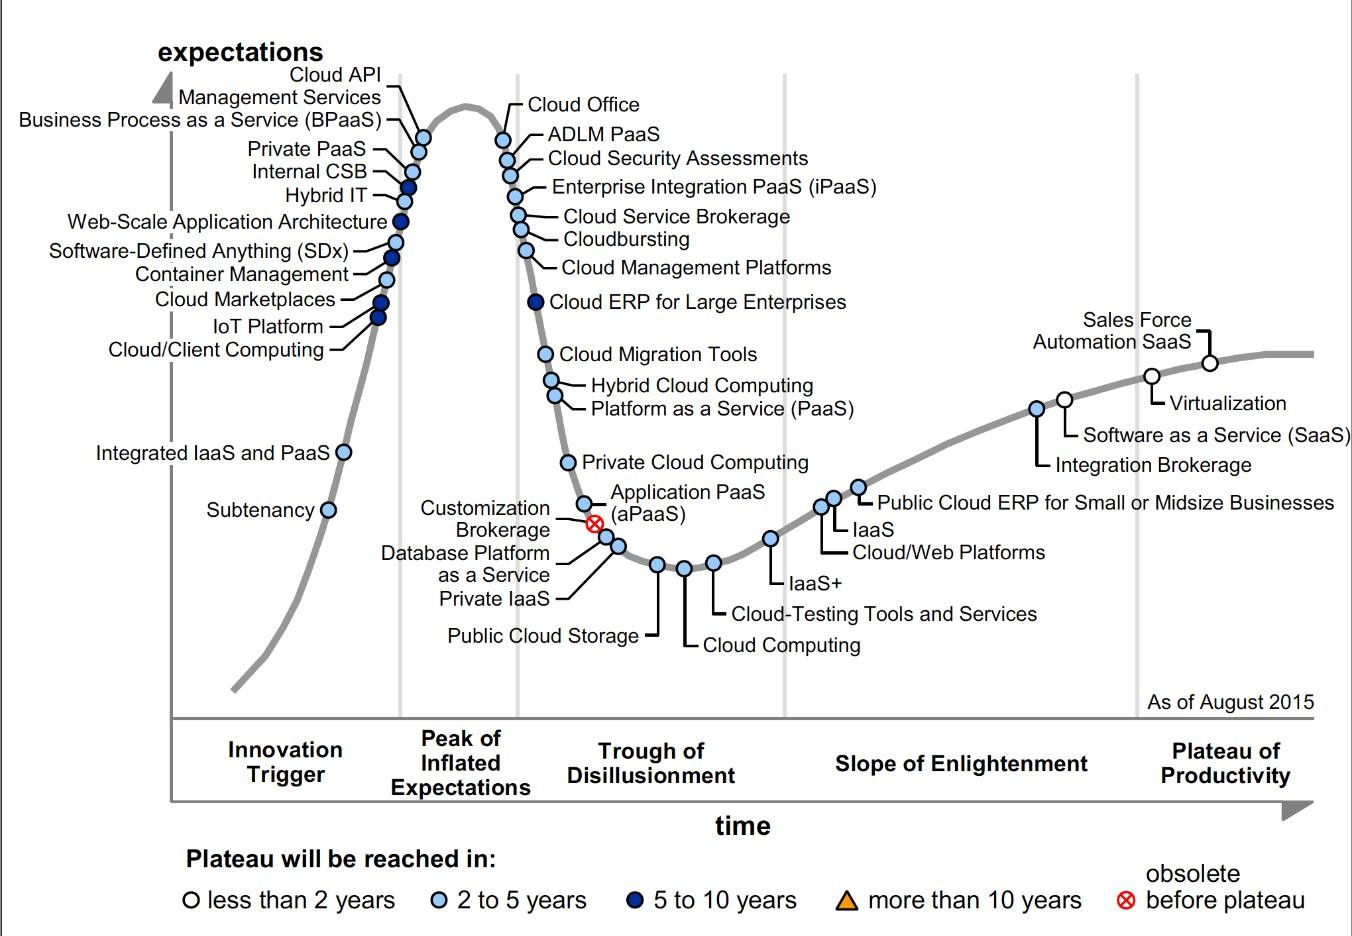 expectations
Cloud API
Management Services
Business Process as a Service (BPaaS)
Private PaaS
Internal CSB
Hybrid IT
Web-Scale Application Architecture
Software-Defined Anything (SDx)
Container Management
Cloud Marketplaces
IoT Platform
Cloud/Client Computing
Integrated IaaS and PaaS
Subtenancy
Cloud Office
ADLM PaaS
Cloud Security Assessments
Enterprise Integration PaaS (iPaaS)
Cloud Service Brokerage
Cloudbursting
Cloud Management Platforms
Cloud ERP for Large Enterprises
Cloud Migration Tools
Hybrid Cloud Computing
Platform as a Service (PaaS)
Private Cloud Computing
Application PaaS
(aPaaS)
Customization
Brokerage
Database Platform
as a Service
Private IaaS
Public Cloud Storage
Cloud Computing
Cloud-Testing Tools and Services
IaaS+
Cloud/Web Platforms
IaaS
Public Cloud ERP for Small or Midsize Businesses
Integration Brokerage
Software as a Service (SaaS)
Virtualization
Sales Force
Automation SaaS
As of August 2015
Innovation
Trigger
Peak of
Inflated
Expectations
Trough of
Disillusionment
Slope of Enlightenment
Plateau of
Productivity
time
Plateau will be reached in:
less than 2 years
2 to 5 years
5 to 10 years
more than 10 years
obsolete
before plateau